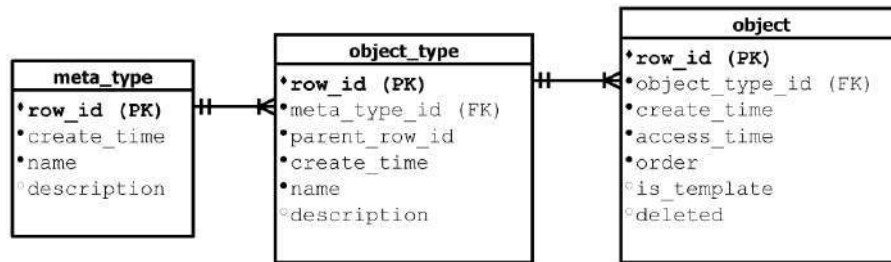 meta_type
row_id (PK)
create_time
name
description
object_type
row_id (PK)
meta_type_id (FK)
parent_row_id
create_time
name
description
object
row_id (PK)
object_type_id (FK)
create_time
access_time
order
is_template
deleted